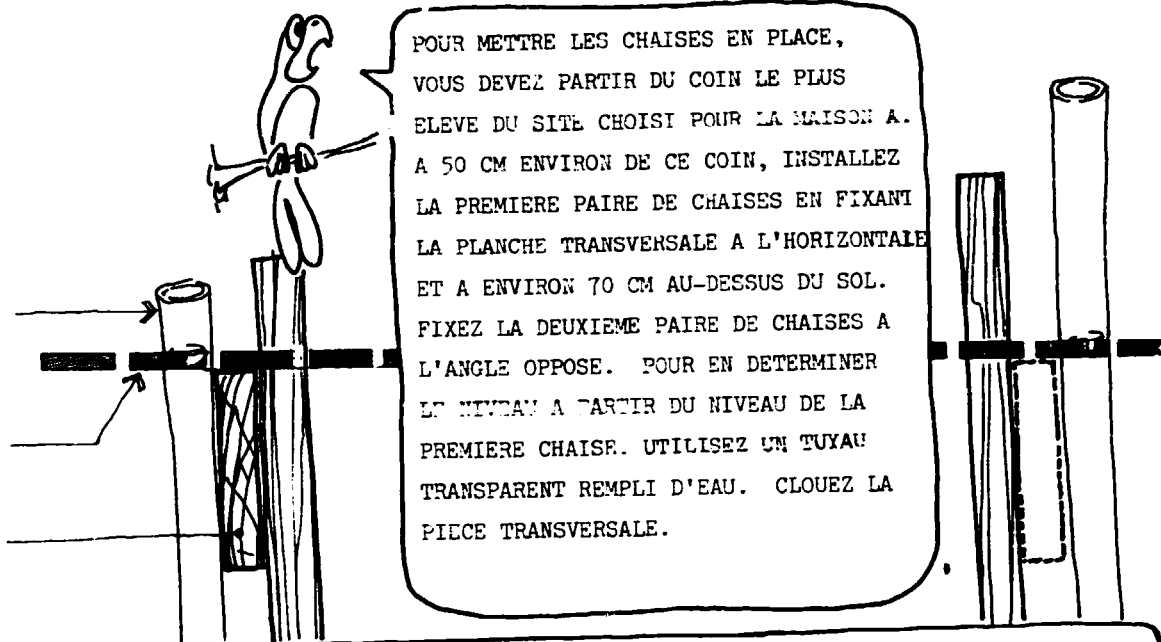 POUR METTRE LES CHAISES EN PLACE,
VOUS DEVEZ PARTIR DU COIN LE PLUS
ELEVE DU SITE CHOISI POUR LA MAISON A.
A 50 CM ENVIRON DE CE COIN, INSTALLEZ
LA PREMIERE PAIRE DE CHAISES EN FIXANT
LA PLANCHE TRANSVERSALE A L'HORIZONTALE
ET A ENVIRON 70 CM AU-DESSUS DU SOL.
FIXEZ LA DEUXIEME PAIRE DE CHAISES A
L'ANGLE OPPOSE. POUR EN DETERMINER
LE NIVEAU A PARTIR DU NIVEAU DE LA
PREMIERE CHAISE. UTILISEZ UN TUYAU
TRANSPARENT REMPLI D'EAU. CLOUEZ LA
PIECE TRANSVERSALE.